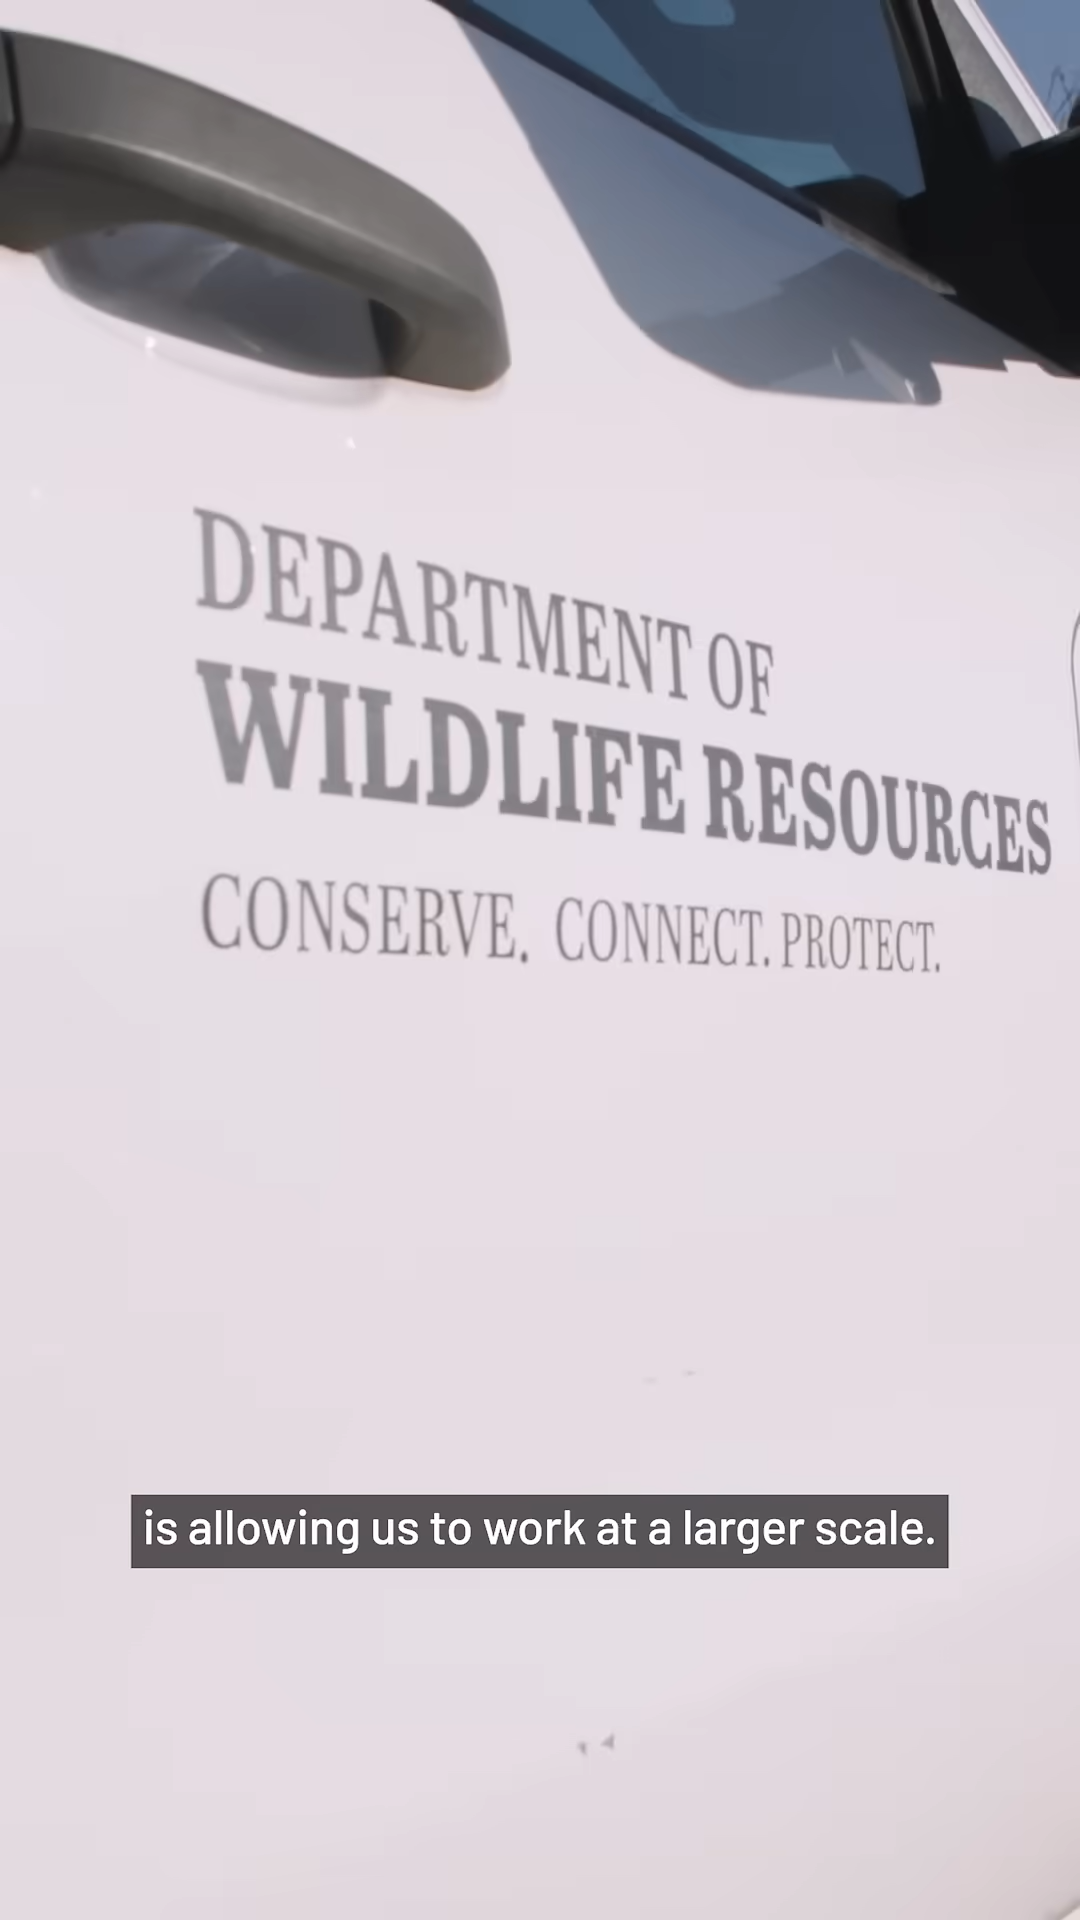 DEPARTMENT OF
WILDLIFE RESOURCES
CONSERVE. CONNECT. PROTECT.
is allowing us to work at a larger scale.